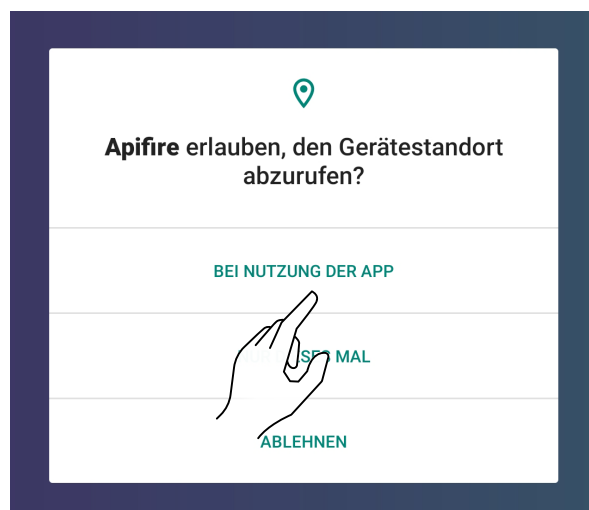 Apifire erlauben, den Gerätestandort
abzurufen?
BEI NUTZUNG DER APP
MAL
ABLEHNEN